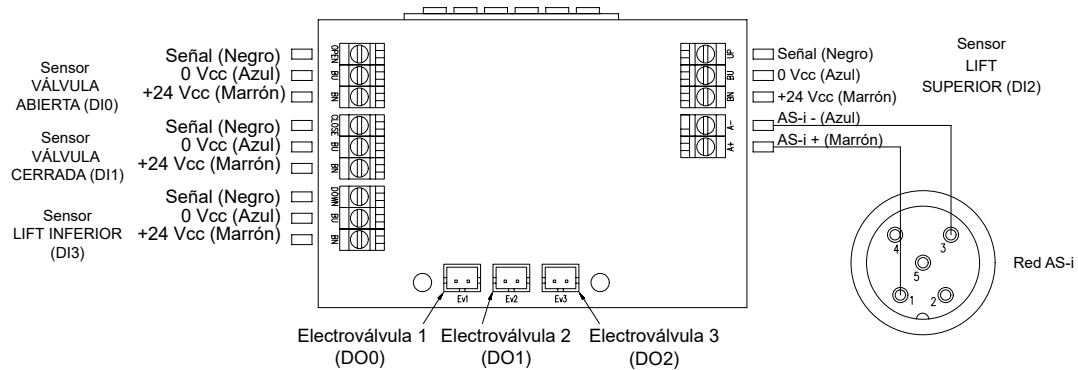 Sensor
VÁLVULA
ABIERTA (DI0)
Señal (Negro)
0 Vcc (Azul)
+24 Vcc (Marrón)
OPEN
BU
BN
Sensor
VÁLVULA
CERRADA (DI1)
Señal (Negro)
0 Vcc (Azul)
+24 Vcc (Marrón)
CLOSE
BU
BN
Sensor
LIFT INFERIOR
(DI3)
Señal (Negro)
0 Vcc (Azul)
+24 Vcc (Marrón)
DOWN
BU
BN
UP
BU
BN
Señal (Negro)
0 Vcc (Azul)
+24 Vcc (Marrón)
Sensor
LIFT
SUPERIOR (DI2)
A-
A+
AS-i - (Azul)
AS-i + (Marrón)
4
3
5
1
2
Red AS-i
Ev1
Ev2
Ev3
Electroválvula 1
(DO0)
Electroválvula 2
(DO1)
Electroválvula 3
(DO2)